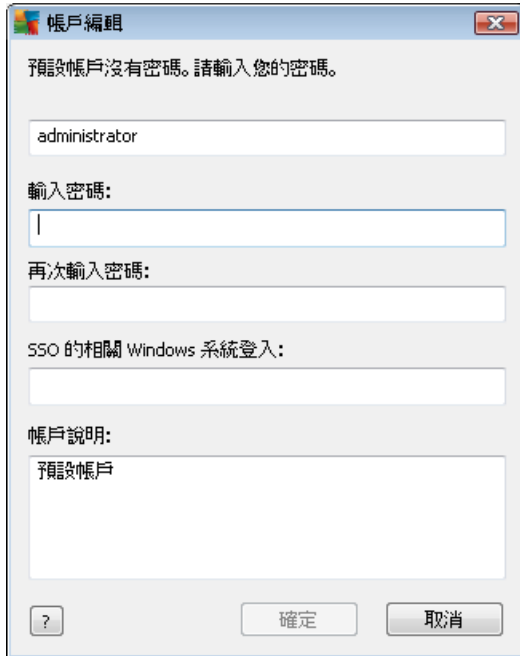 帳戶編輯
預設帳戶沒有密碼。請輸入您的密碼。
administrator
輸入密碼:
再次輸入密碼:
SSO 的相關 Windows 系統登入:
帳戶說明:
預設帳戶
?
確定
取消